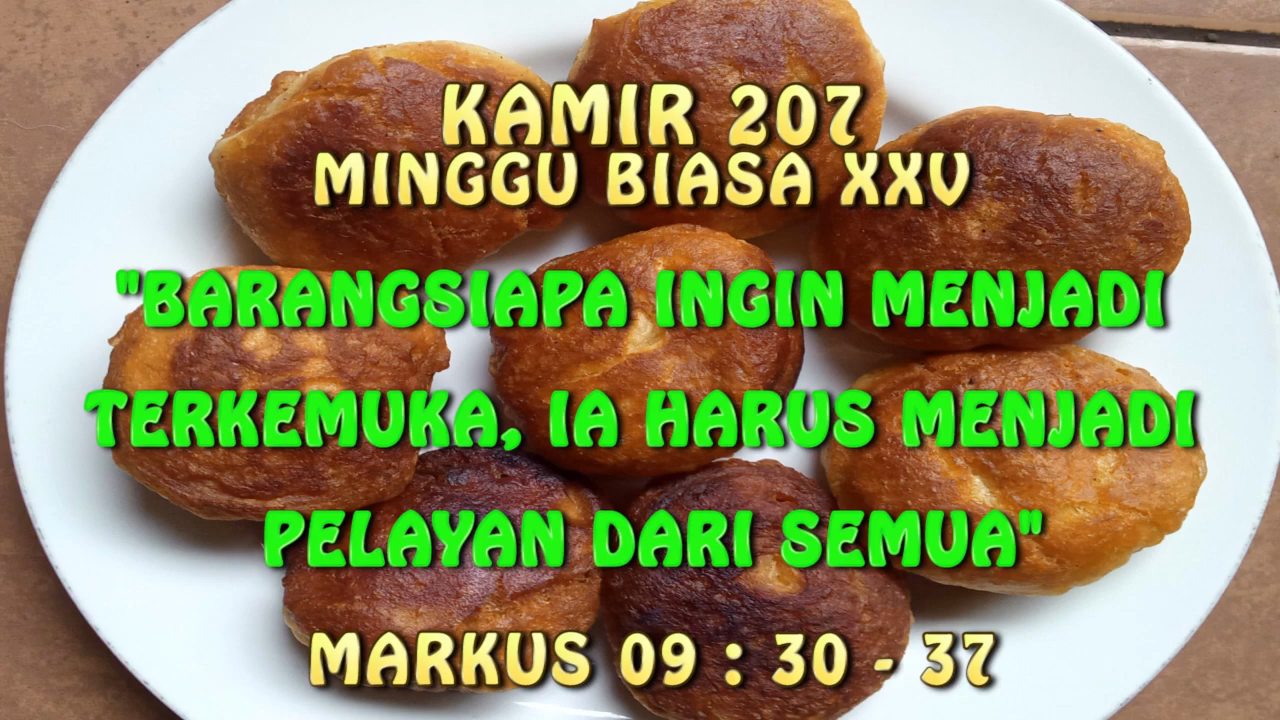 KAMIR 207
MINGGU BIASA XXV
"BARANGSIAPA INGIN MENJADI
TERKEMUKA, IA HARUS MENJADI
PELAYAN DARI SEMUA"
MARKUS 09 : 30 - 37